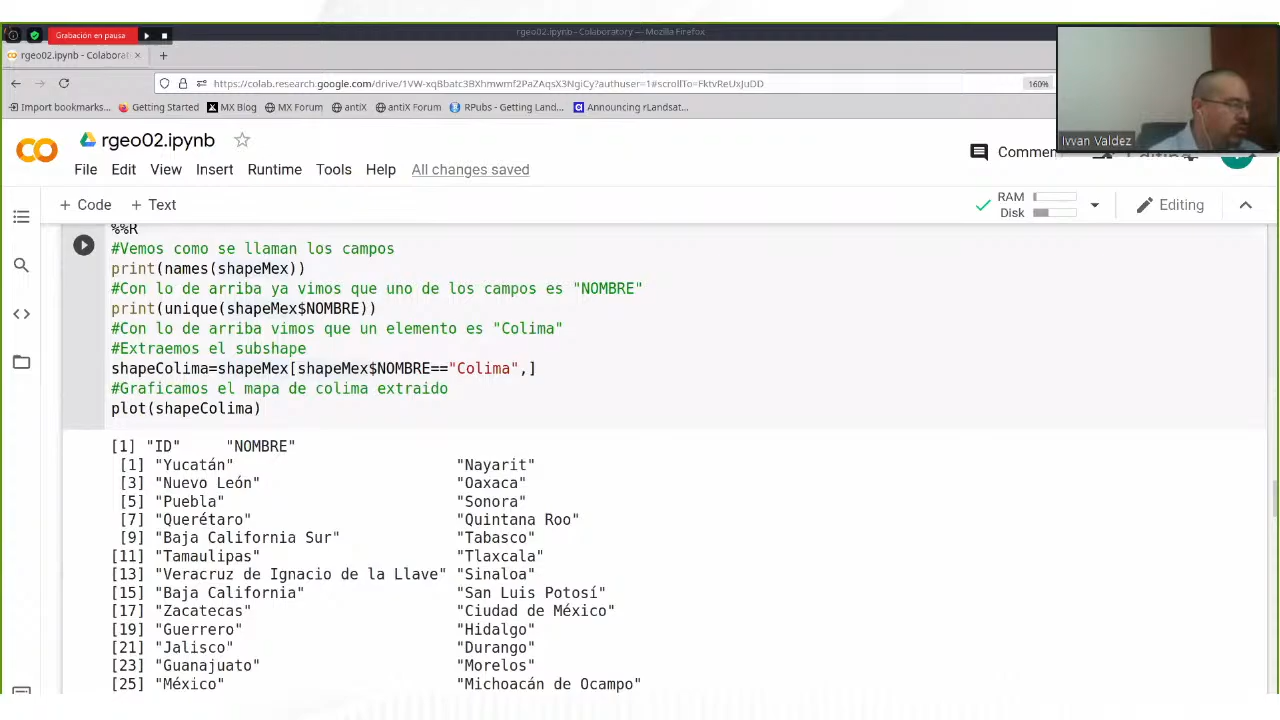 Grabación en pausa
rgeo02.ipynb - Colaboratory — Mozilla Firefox
rgeo02.ipynb - Colaborat
https://colab.research.google.com/drive/1VW-xqBbatc3BXhmwmf2PaZAqsX3NgiCy?authuser=1#scrollTo=FktvReUxJuDD
160%
Import bookmarks...
Getting Started
MX Blog
MX Forum
antiX
antiX Forum
RPubs - Getting Land...
Announcing rLandsat...
Ivvan Valdez
rgeo02.ipynb
Commen
File Edit View Insert Runtime Tools Help All changes saved
+ Code + Text
RAM
Disk
Editing
%%R
#Vemos como se llaman los campos
print(names(shapeMex))
#Con lo de arriba ya vimos que uno de los campos es "NOMBRE"
print(unique(shapeMex$NOMBRE))
#Con lo de arriba vimos que un elemento es "Colima"
#Extraemos el subshape
shapeColima=shapeMex[shapeMex$NOMBRE=="Colima",]
#Graficamos el mapa de colima extraido
plot(shapeColima)
[1] "ID" "NOMBRE"
[1] "Yucatán" "Nayarit"
[3] "Nuevo León" "Oaxaca"
[5] "Puebla" "Sonora"
[7] "Querétaro" "Quintana Roo"
[9] "Baja California Sur" "Tabasco"
[11] "Tamaulipas" "Tlaxcala"
[13] "Veracruz de Ignacio de la Llave" "Sinaloa"
[15] "Baja California" "San Luis Potosí"
[17] "Zacatecas" "Ciudad de México"
[19] "Guerrero" "Hidalgo"
[21] "Jalisco" "Durango"
[23] "Guanajuato" "Morelos"
[25] "México" "Michoacán de Ocampo"